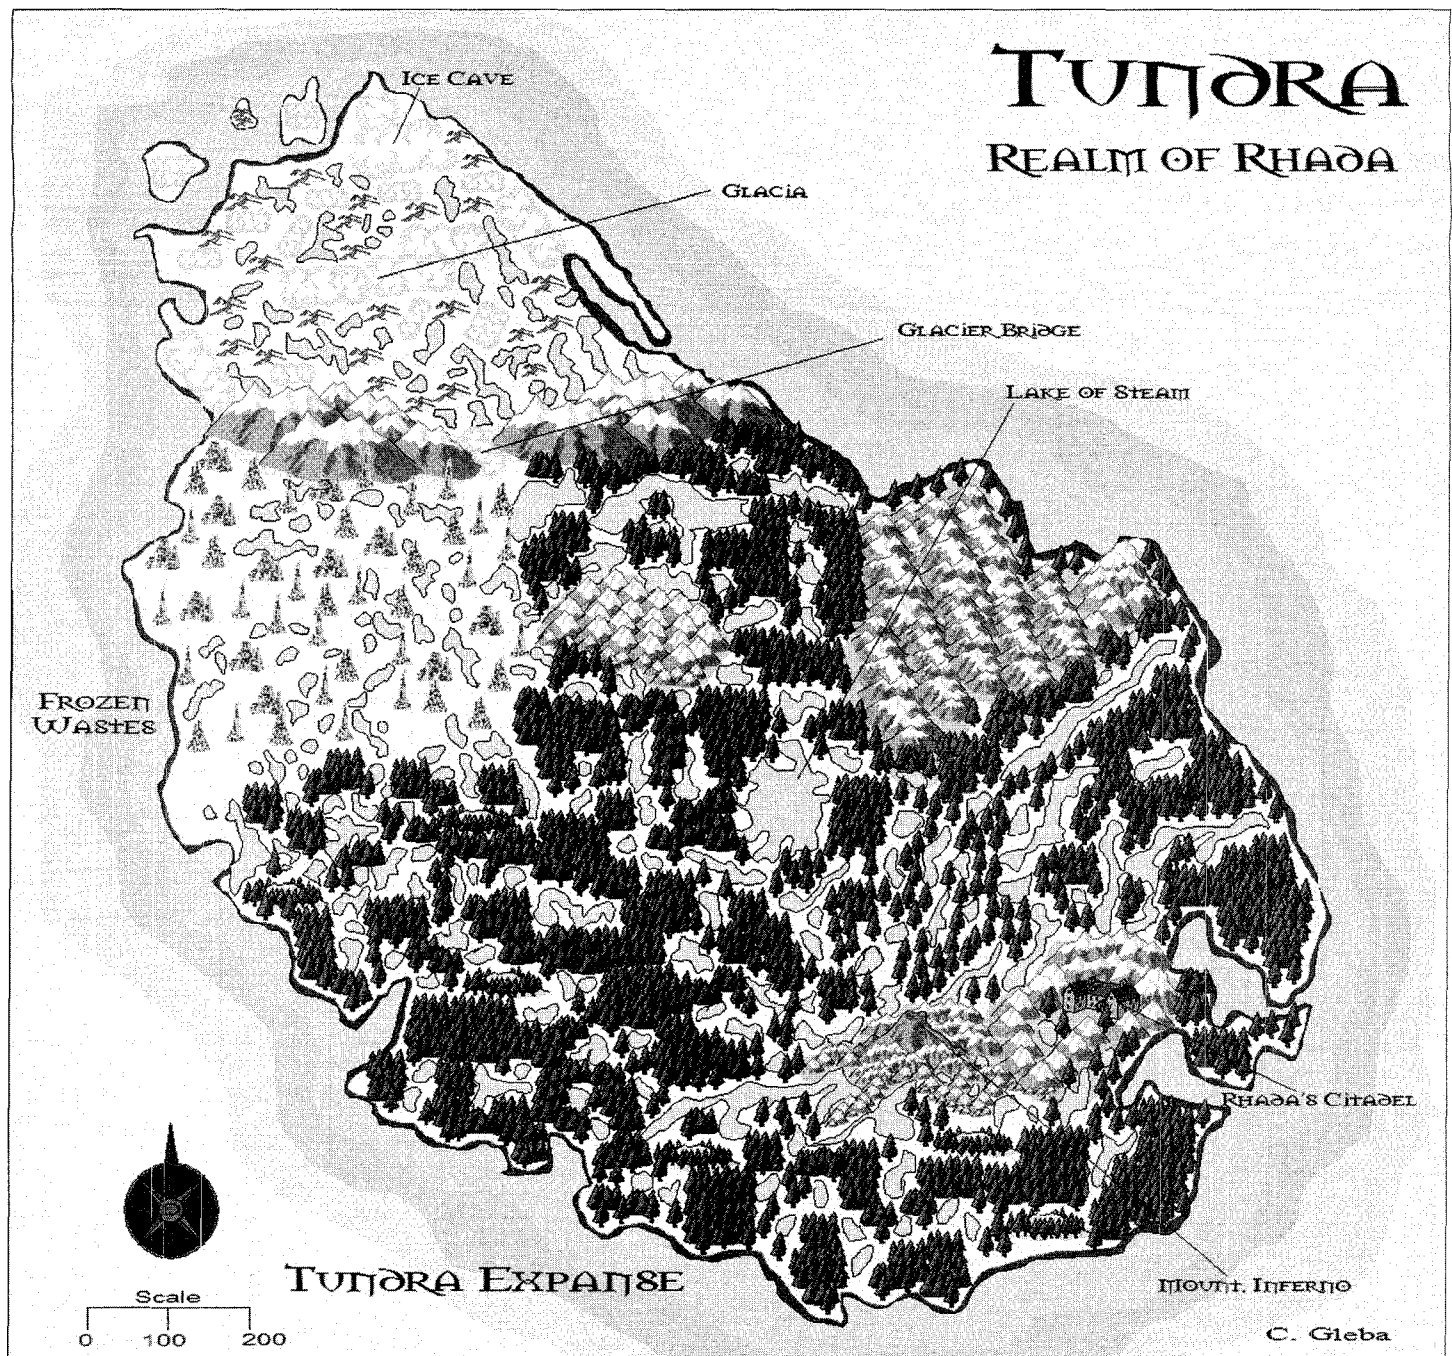 TUNDRA
REALM OF RHADA
ICE CAVE
GLACIA
GLACIER BRIDGE
LAKE OF STEAM
FROZEN
WASTES
RHADA'S CITADEL
MOUNT. INFERNO
TUNDRA EXPANSE
Scale
0 100 200
C. Gleba